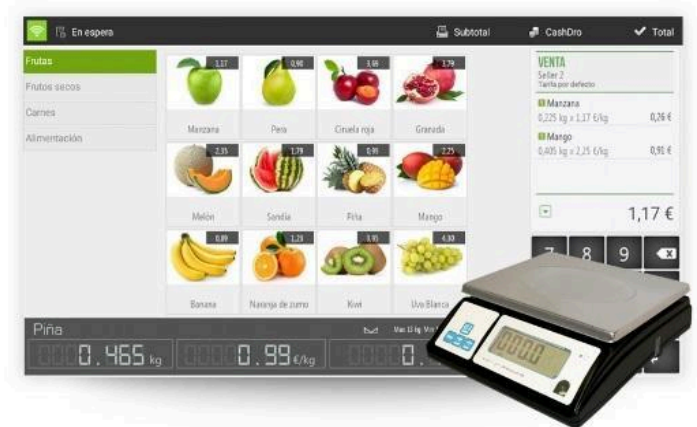 En espera
Subtotal
CashDro
Total
Frutas
Frutos secos
Carnes
Alimentación
1,17
0,90
3,79
Manzana
Pera
Ciruela roja
Granada
2,35
1,79
0,99
2,25
Melón
Sandía
Piña
Mango
0,89
1,23
3,95
4,30
Banana
Naranja de zumo
Kiwi
Uva Blanca
VENTA
Seller 2
Tarifa por defecto
Manzana
0,225 kg x 1,17 €/kg 0,26 €
Mango
0,405 kg x 2,25 €/kg 0,91 €
1,17 €
7 8 9
Piña
0.465 kg
0.99 €/kg
0.
000.0